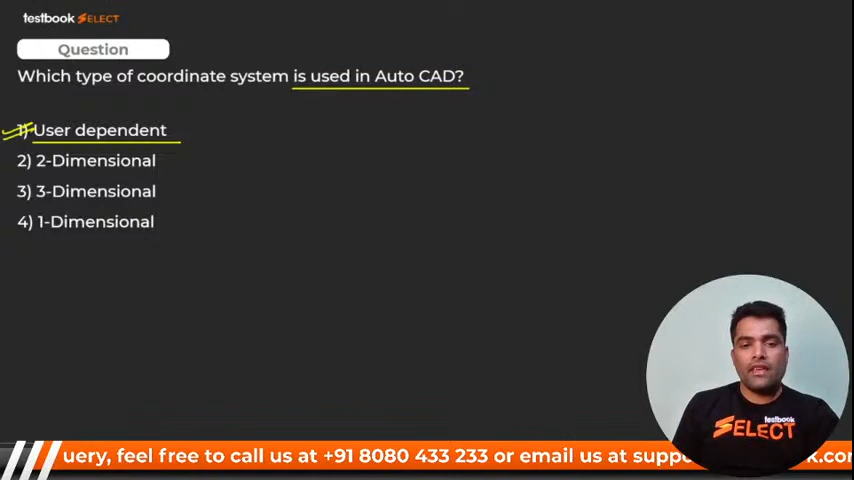 testbook SELECT
Question
Which type of coordinate system is used in Auto CAD?
1) User dependent
2) 2-Dimensional
3) 3-Dimensional
4) 1-Dimensional
testbook
SELECT
uery, feel free to call us at +91 8080 433 233 or email us at supp k.co